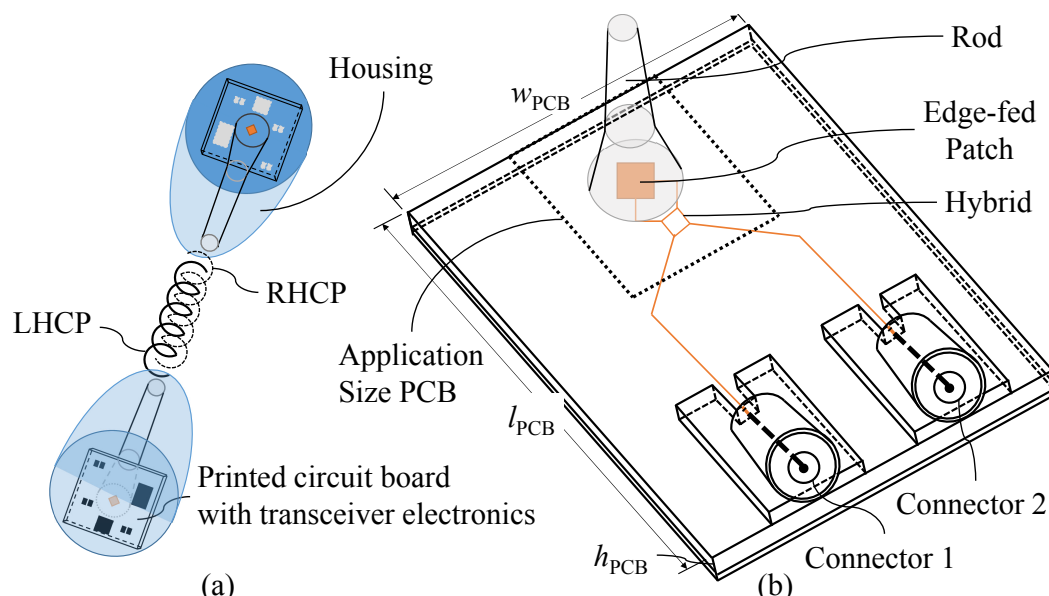 Housing
RHCP
LHCP
Printed circuit board
with transceiver electronics
(a)
Rod
wPCB
Edge-fed
Patch
Hybrid
Application
Size PCB
lPCB
Connector 2
Connector 1
hPCB
(b)